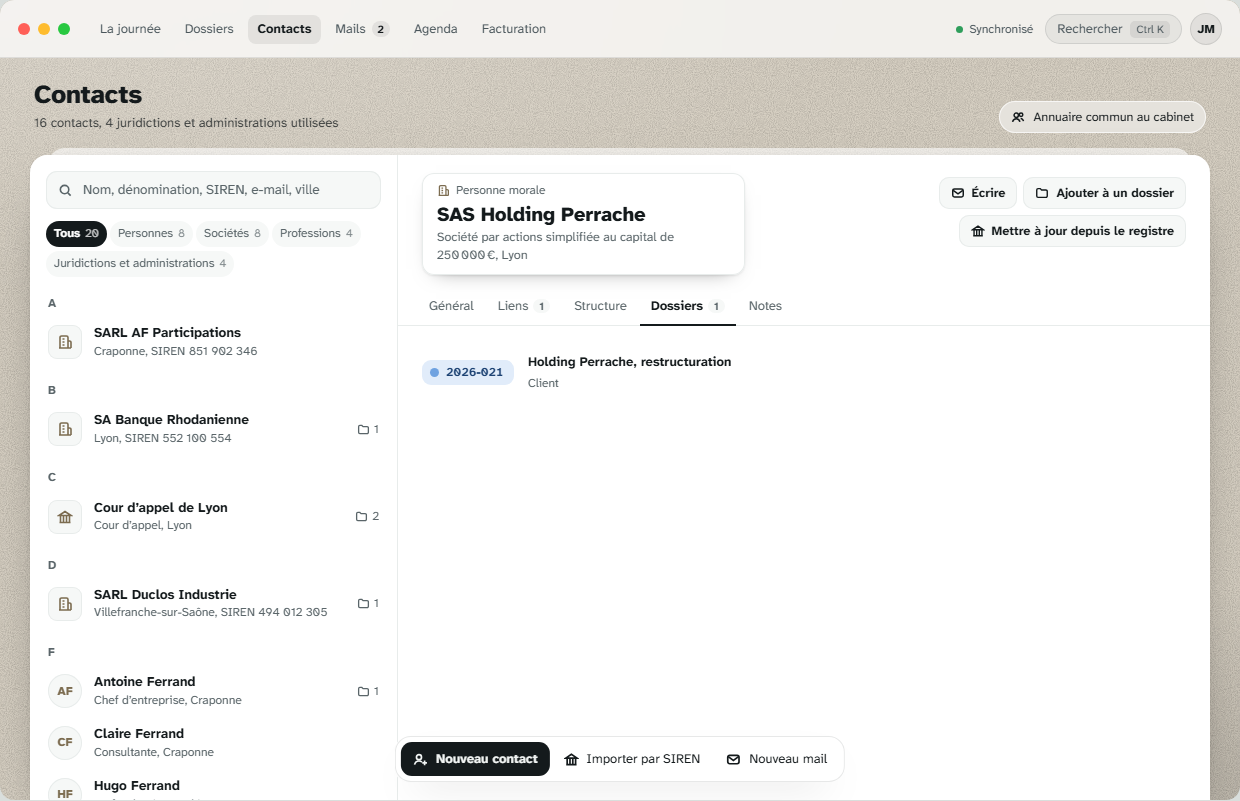 La journée
Dossiers
Contacts
Mails 2
Agenda
Facturation
Synchronisé
Rechercher Ctrl K
JM
Contacts
16 contacts, 4 juridictions et administrations utilisées
Annuaire commun au cabinet
Nom, dénomination, SIREN, e-mail, ville
Tous 20
Personnes 8
Sociétés 8
Professions 4
Juridictions et administrations 4
A
SARL AF Participations
Craponne, SIREN 851 902 346
B
SA Banque Rhodanienne
Lyon, SIREN 552 100 554
1
C
Cour d’appel de Lyon
Cour d’appel, Lyon
2
D
SARL Duclos Industrie
Villefranche-sur-Saône, SIREN 494 012 305
1
F
AF
Antoine Ferrand
Chef d’entreprise, Craponne
1
CF
Claire Ferrand
Consultante, Craponne
HF
Hugo Ferrand
Personne morale
SAS Holding Perrache
Société par actions simplifiée au capital de
250 000 €, Lyon
Écrire
Ajouter à un dossier
Mettre à jour depuis le registre
Général
Liens 1
Structure
Dossiers 1
Notes
2026-021
Holding Perrache, restructuration
Client
Nouveau contact
Importer par SIREN
Nouveau mail